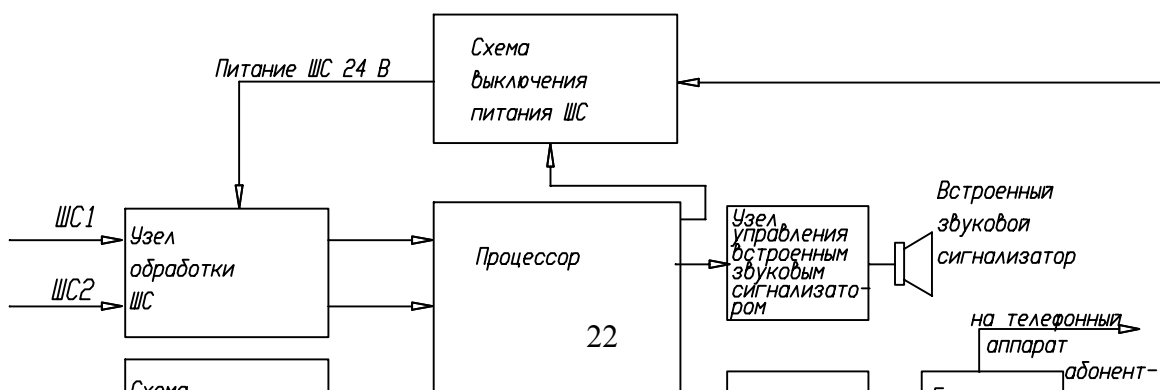 Схема
выключения
питания ШС
Питание ШС 24 В
ШС1
ШС2
Узел
обработки
ШС
Процессор
22
Узел
управления
встроенным
звуковым
сигнализато-
ром
Встроенный
звуковой
сигнализатор
на телефонный
аппарат
абонент-
Схема